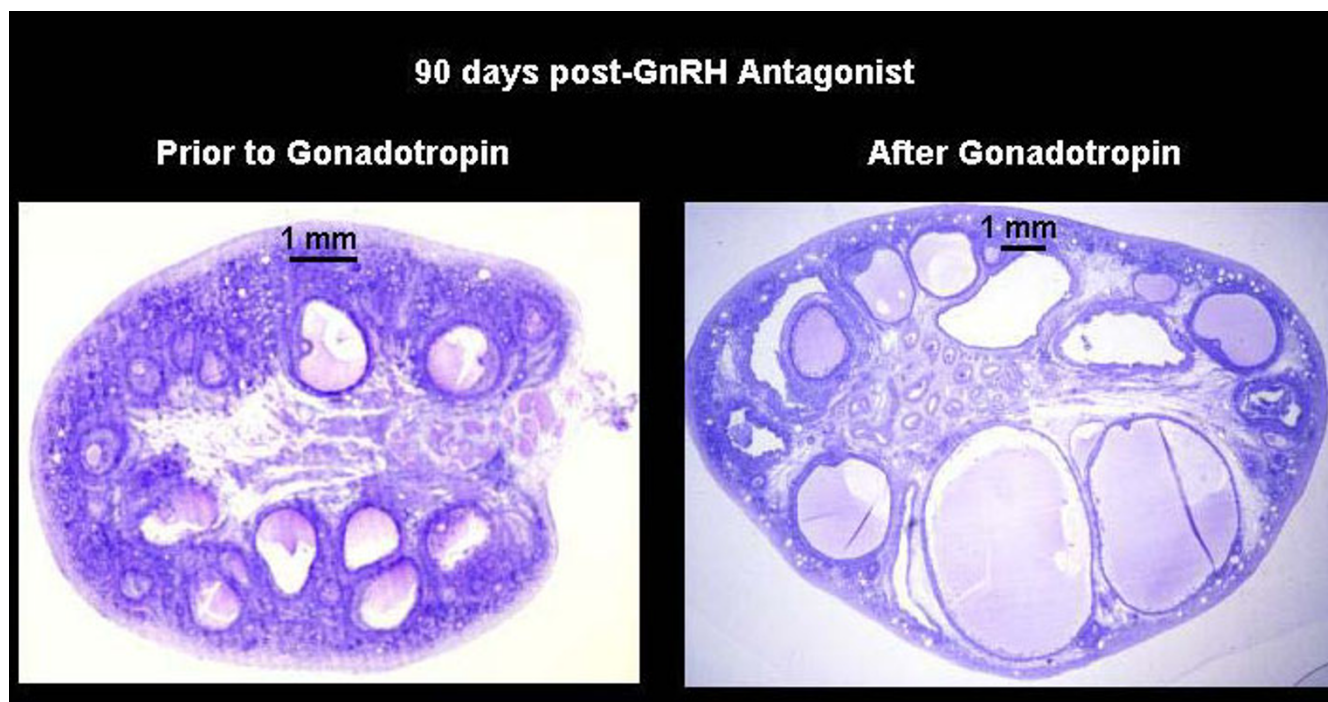 90 days post-GnRH Antagonist
Prior to Gonadotropin
After Gonadotropin
1 mm
1 mm